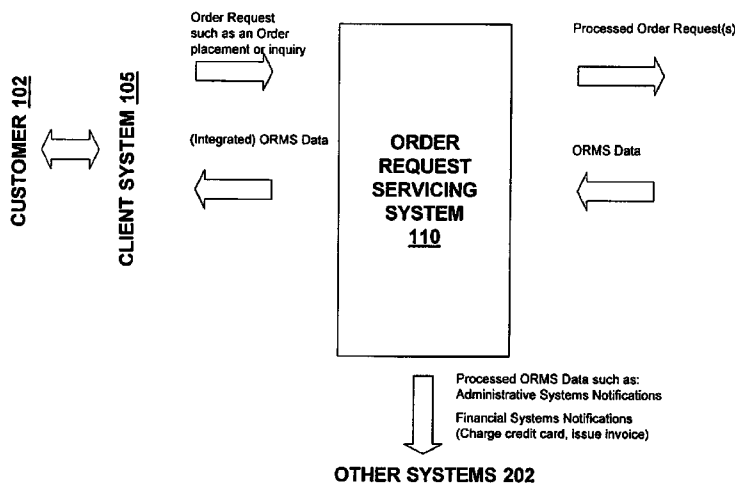 Order Request
such as an Order
placement or inquiry
Processed Order Request(s)
CUSTOMER 102
CLIENT SYSTEM 105
(Integrated) ORMS Data
ORDER
REQUEST
SERVICING
SYSTEM
110
ORMS Data
Processed ORMS Data such as:
Administrative Systems Notifications
Financial Systems Notifications
(Charge credit card, issue invoice)
OTHER SYSTEMS 202